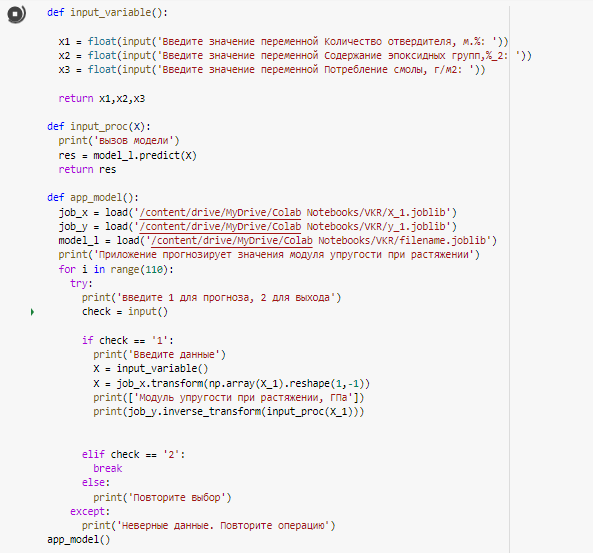 def input_variable():
x1 = float(input('Введите значение переменной Количество отвердителя, м.%: '))
x2 = float(input('Введите значение переменной Содержание эпоксидных групп,%_2: '))
x3 = float(input('Введите значение переменной Потребление смолы, г/м2: '))
return x1,x2,x3
def input_proc(X):
print('вызов модели')
res = model_l.predict(X)
return res
def app_model():
job_x = load('/content/drive/MyDrive/Colab Notebooks/VKR/X_1.joblib')
job_y = load('/content/drive/MyDrive/Colab Notebooks/VKR/y_1.joblib')
model_l = load('/content/drive/MyDrive/Colab Notebooks/VKR/filename.joblib')
print('Приложение прогнозирует значения модуля упругости при растяжении')
for i in range(110):
try:
print('введите 1 для прогноза, 2 для выхода')
check = input()
if check == '1':
print('Введите данные')
X = input_variable()
X = job_x.transform(np.array(X_1).reshape(1,-1))
print(['Модуль упругости при растяжении, ГПа'])
print(job_y.inverse_transform(input_proc(X_1)))
elif check == '2':
break
else:
print('Повторите выбор')
except:
print('Неверные данные. Повторите операцию')
app_model()